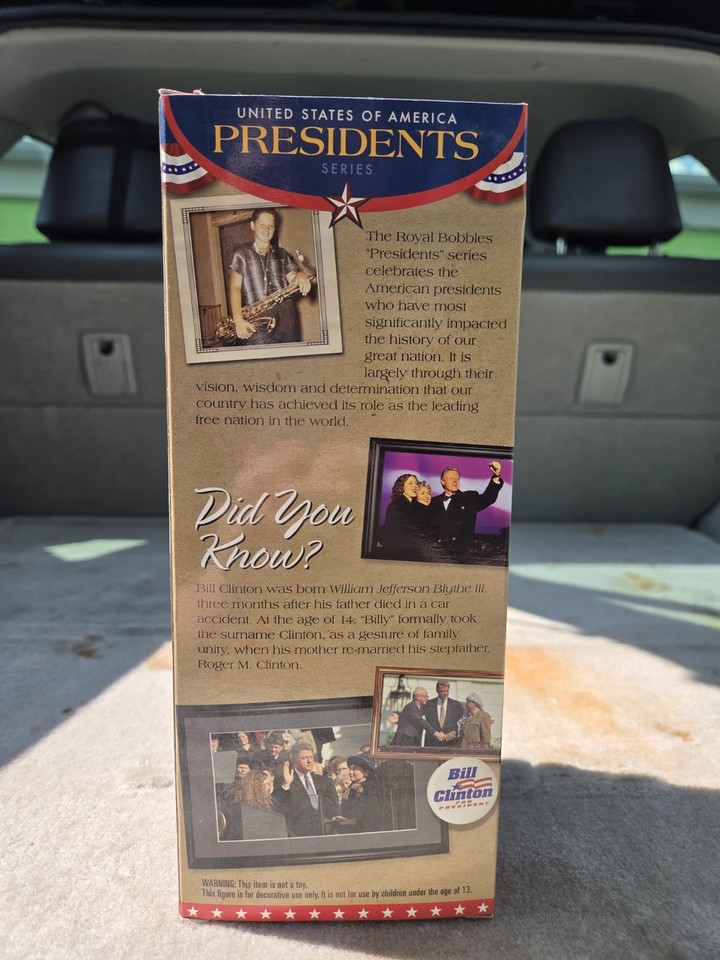 UNITED STATES OF AMERICA
PRESIDENTS
SERIES
The Royal Bobbles
"Presidents" series
celebrates the
American presidents
who have most
significantly impacted
the history of our
great nation. It is
largely through their
vision, wisdom and determination that our
country has achieved its role as the leading
free nation in the world.
Did You
Know?
Bill Clinton was born William Jefferson Blythe III,
three months after his father died in a car
accident. At the age of 14, "Billy" formally took
the surname Clinton, as a gesture of family
unity, when his mother re-married his stepfather,
Roger M. Clinton.
Bill
Clinton
FOR
PRESIDENT
WARNING: This item is not a toy.
This figure is for decorative use only. It is not for use by children under the age of 13.